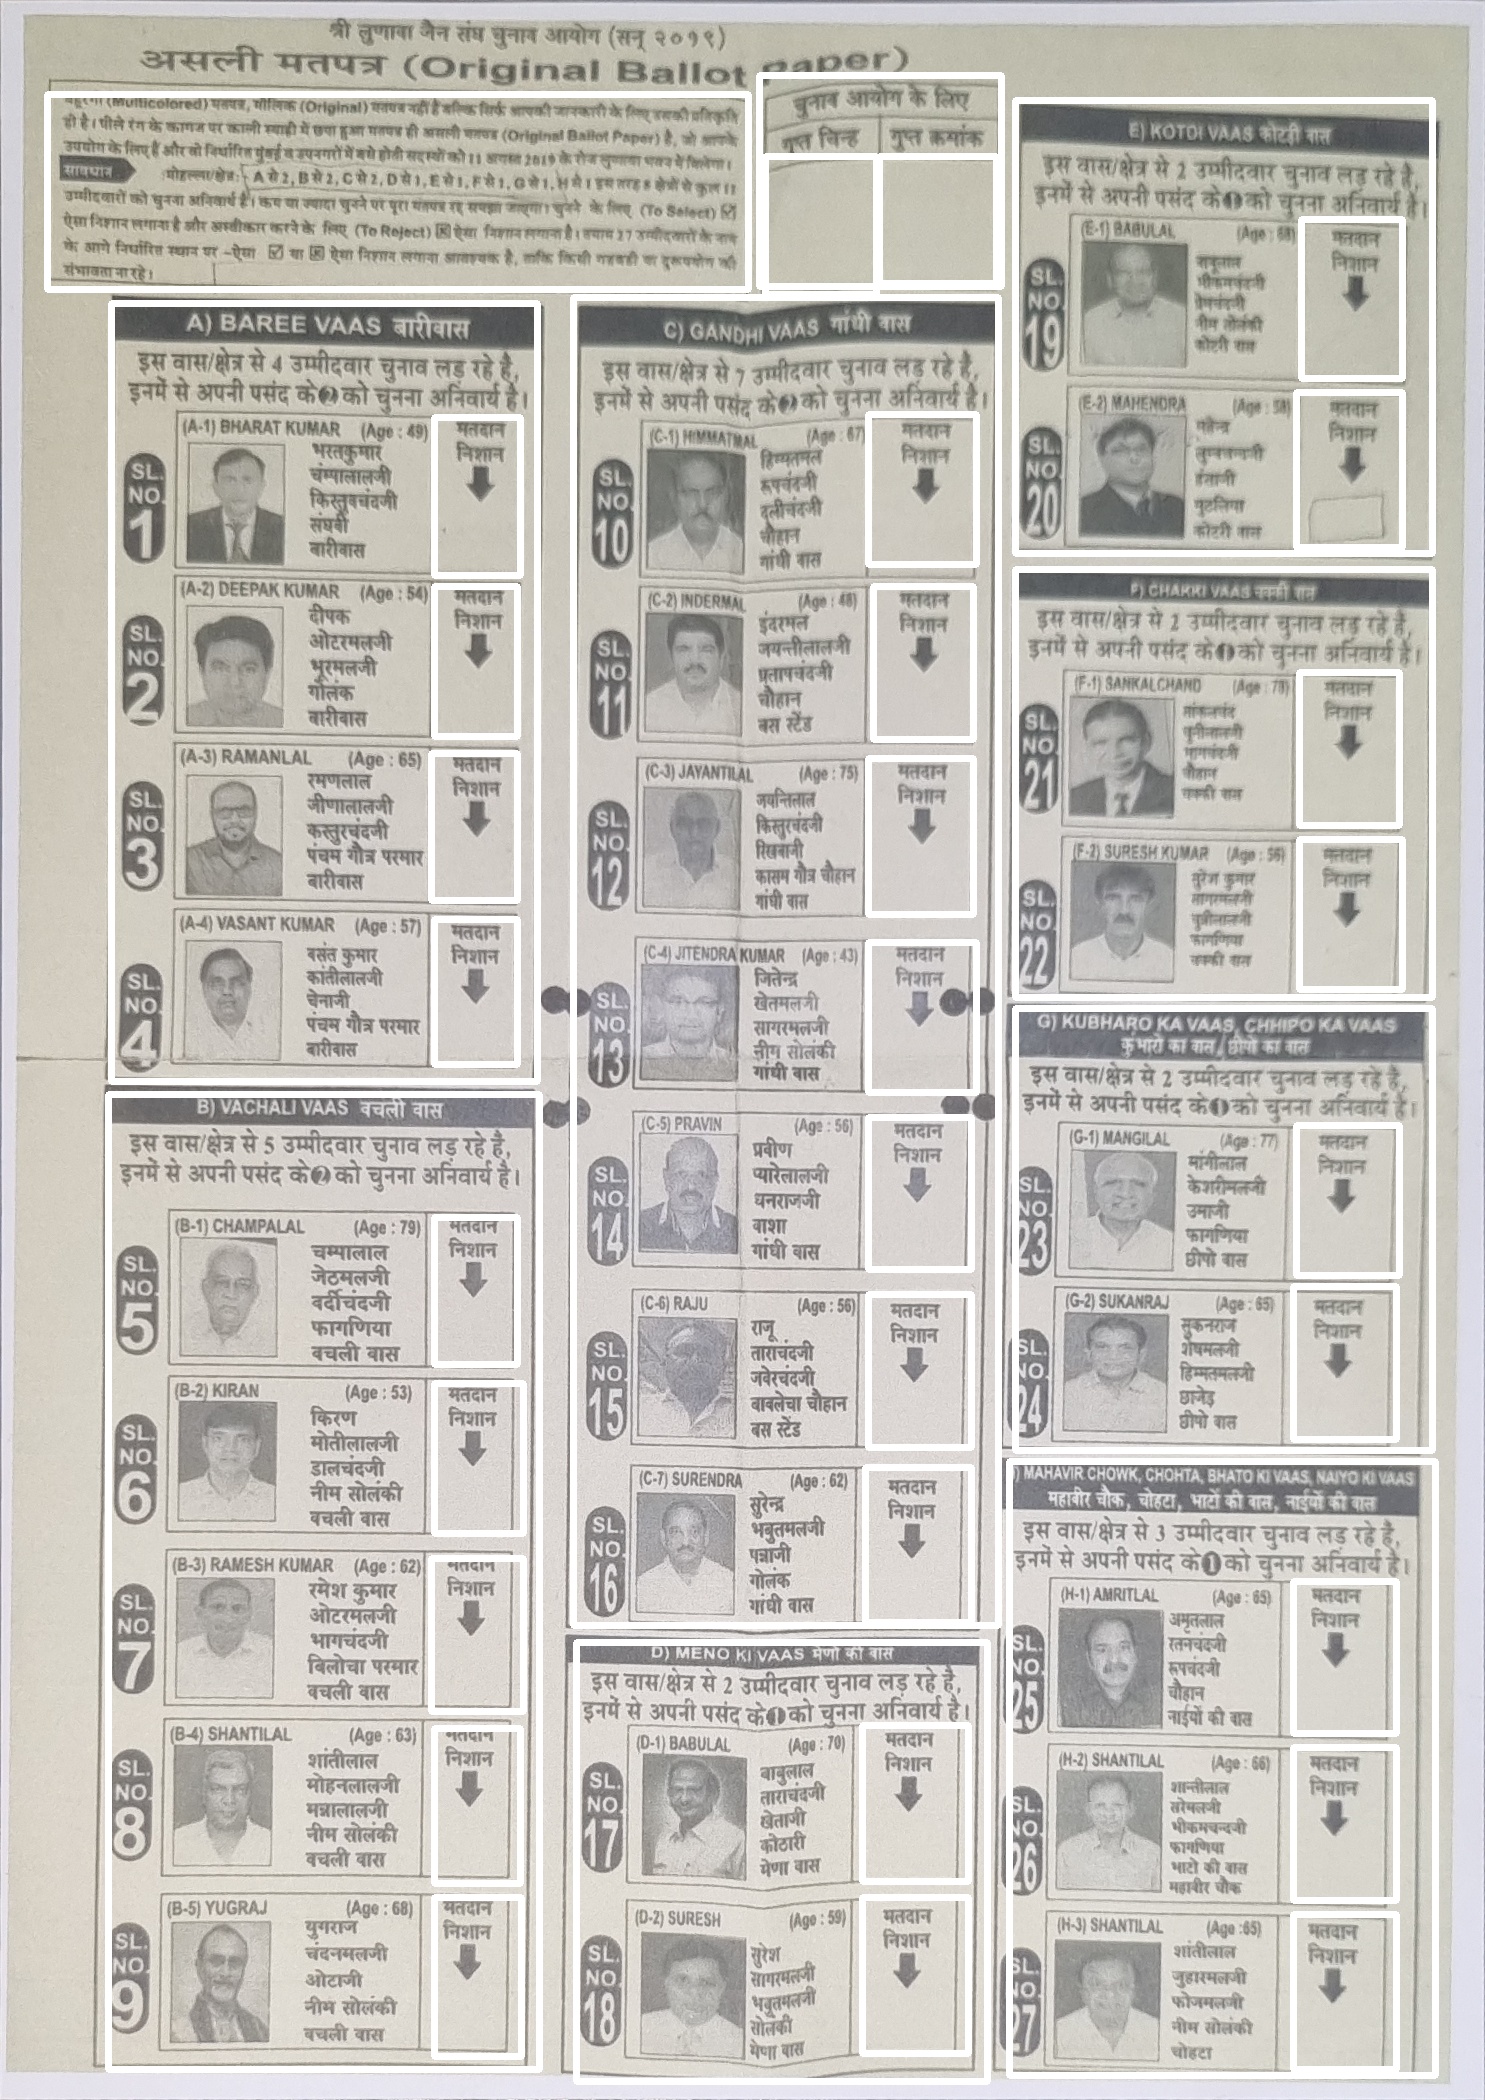 श्री लुणावा जैन संघ चुनाव आयोग (सन् २०१९)
असली मतपत्र (Original Ballot Paper)
(Multicolored) मतपत्र, मौलिक (Original) मतपत्र नहीं है बल्कि सिर्फ आपकी जानकारी के लिए उसकी प्रतिकृति
ही है। पीले रंग के कागज पर काली स्याही में छपा हुआ मतपत्र ही असली मतपत्र (Original Ballot Paper) है, जो आपके
उपयोग के लिए है और जो निर्धारित मुंबई व उपनगरों में बसे होती सदस्यों को 11 अगस्त 2019 के रोज लुणावा भवन में मिलेगा।
सावधान मोहल्ला/क्षेत्र:- A से 2, B से 2, C से 2, D से 1, E से 1, F से 1, G से 1, H से 1 इस तरह 8 क्षेत्रों से कुल 11
उम्मीदवारों को चुनना अनिवार्य है। कम या ज्यादा चुनने पर पूरा मतपत्र रद्द समझा जाएगा। चुनने के लिए (To Select) ☑
ऐसा निशान लगाना है और अस्वीकार करने के लिए (To Reject) ☒ ऐसा निशान लगाना है। तमाम 27 उम्मीदवारों के नाम
के आगे निर्धारित स्थान पर -ऐसा ☑ या ☒ ऐसा निशान लगाना आवश्यक है, ताकि किसी गड़बडी या दुरूपयोग की
संभावता ना रहे।
चुनाव आयोग के लिए
गुप्त चिन्ह गुप्त क्रमांक
A) BAREE VAAS बारीवास
इस वास/क्षेत्र से 4 उम्मीदवार चुनाव लड़ रहे है,
इनमें से अपनी पसंद के 2 को चुनना अनिवार्य है।
SL. NO. 1
(A-1) BHARAT KUMAR (Age : 49)
भरतकुमार
चंम्पालालजी
किस्तुरचंदजी
संघवी
बारीवास
मतदान
निशान
SL. NO. 2
(A-2) DEEPAK KUMAR (Age : 54)
दीपक
ओटरमलजी
भूरमलजी
गोलंक
बारीवास
मतदान
निशान
SL. NO. 3
(A-3) RAMANLAL (Age : 65)
रमणलाल
जीणालालजी
कस्तुरचंदजी
पंचम गौत्र परमार
बारीवास
मतदान
निशान
SL. NO. 4
(A-4) VASANT KUMAR (Age : 57)
वसंत कुमार
कांतीलालजी
चेनाजी
पंचम गौत्र परमार
बारीवास
मतदान
निशान
B) VACHALI VAAS वचली वास
इस वास/क्षेत्र से 5 उम्मीदवार चुनाव लड़ रहे है,
इनमें से अपनी पसंद के 2 को चुनना अनिवार्य है।
SL. NO. 5
(B-1) CHAMPALAL (Age : 79)
चम्पालाल
जेठमलजी
वर्दीचंदजी
फागणिया
वचली वास
मतदान
निशान
SL. NO. 6
(B-2) KIRAN (Age : 53)
किरण
मोतीलालजी
डालचंदजी
नीम सोलंकी
वचली वास
मतदान
निशान
SL. NO. 7
(B-3) RAMESH KUMAR (Age : 62)
रमेश कुमार
ओटरमलजी
भागचंदजी
बिलोचा परमार
वचली वास
मतदान
निशान
SL. NO. 8
(B-4) SHANTILAL (Age : 63)
शांतीलाल
मोहनलालजी
मन्नालालजी
नीम सोलंकी
वचली वास
मतदान
निशान
SL. NO. 9
(B-5) YUGRAJ (Age : 68)
युगराज
चंदनमलजी
ओटाजी
नीम सोलंकी
वचली वास
मतदान
निशान
C) GANDHI VAAS गांधी वास
इस वास/क्षेत्र से 7 उम्मीदवार चुनाव लड़ रहे है,
इनमें से अपनी पसंद के 2 को चुनना अनिवार्य है।
SL. NO. 10
(C-1) HIMMATMAL (Age : 67)
हिम्मतमल
रूपचंदजी
दलीचंदजी
चौहान
गांधी वास
मतदान
निशान
SL. NO. 11
(C-2) INDERMAL (Age : 48)
इंदरमल
जयन्तीलालजी
प्रतापचंदजी
चौहान
बस स्टेंड
मतदान
निशान
SL. NO. 12
(C-3) JAYANTILAL (Age : 75)
जयन्तिलाल
किस्तुरचंदजी
रिखबाजी
कासम गौत्र चौहान
गांधी वास
मतदान
निशान
SL. NO. 13
(C-4) JITENDRA KUMAR (Age : 43)
जितेन्द्र
खेतमलजी
सागरमलजी
नीम सोलंकी
गांधी वास
मतदान
निशान
SL. NO. 14
(C-5) PRAVIN (Age : 56)
प्रवीण
प्यारेलालजी
धनराजजी
वाशा
गांधी वास
मतदान
निशान
SL. NO. 15
(C-6) RAJU (Age : 56)
राजू
ताराचंदजी
जवेरचंदजी
बावलेचा चौहान
बस स्टेंड
मतदान
निशान
SL. NO. 16
(C-7) SURENDRA (Age : 62)
सुरेन्द्र
भबुतमलजी
पन्नाजी
गोलंक
गांधी वास
मतदान
निशान
D) MENO KI VAAS मेणों की वास
इस वास/क्षेत्र से 2 उम्मीदवार चुनाव लड़ रहे है,
इनमें से अपनी पसंद के 1 को चुनना अनिवार्य है।
SL. NO. 17
(D-1) BABULAL (Age : 70)
बाबुलाल
ताराचंदजी
खेताजी
कोठारी
मेणा वास
मतदान
निशान
SL. NO. 18
(D-2) SURESH (Age : 59)
सुरेश
सागरमलजी
भबुतमलजी
सोलंकी
मेणा वास
मतदान
निशान
E) KOTDI VAAS कोटरी वास
इस वास/क्षेत्र से 2 उम्मीदवार चुनाव लड़ रहे है,
इनमें से अपनी पसंद के 1 को चुनना अनिवार्य है।
SL. NO. 19
(E-1) BABULAL (Age : 68)
बाबूलाल
भीकमचंदजी
प्रेमचंदजी
नीम सोलंकी
कोटरी वास
मतदान
निशान
SL. NO. 20
(E-2) MAHENDRA (Age : 58)
महेन्द्र
हंसाजी
पुटलिया
कोटरी वास
मतदान
निशान
F) CHAKKI VAAS चक्की वास
इस वास/क्षेत्र से 2 उम्मीदवार चुनाव लड़ रहे है,
इनमें से अपनी पसंद के 1 को चुनना अनिवार्य है।
SL. NO. 21
(F-1) SANKALCHAND (Age : 78)
सांकलचंद
चुनीलालजी
भागचंदजी
चौहान
चक्की वास
मतदान
निशान
SL. NO. 22
(F-2) SURESH KUMAR (Age : 56)
सुरेश कुमार
सागरमलजी
चुन्नीलालजी
फागणिया
चक्की वास
मतदान
निशान
G) KUBHARO KA VAAS, CHHIPO KA VAAS
कुंभारों का वास / छीपों का वास
इस वास/क्षेत्र से 2 उम्मीदवार चुनाव लड़ रहे है,
इनमें से अपनी पसंद के 1 को चुनना अनिवार्य है।
SL. NO. 23
(G-1) MANGILAL (Age : 77)
मांगीलाल
केशरीमलजी
उमाजी
फागणिया
छीपो वास
मतदान
निशान
SL. NO. 24
(G-2) SUKANRAJ (Age : 65)
सुकनराज
शेषमलजी
हिम्मतमलजी
छाजेड़
छीपो वास
मतदान
निशान
) MAHAVIR CHOWK, CHOHTA, BHATO KI VAAS, NAIYO KI VAAS
महावीर चौक, चोहटा, भाटों की वास, नाईयों की वास
इस वास/क्षेत्र से 3 उम्मीदवार चुनाव लड़ रहे है,
इनमें से अपनी पसंद के 1 को चुनना अनिवार्य है।
SL. NO. 25
(H-1) AMRITLAL (Age : 65)
अमृतलाल
रतनचंदजी
रूपचंदजी
चौहान
नाईयों की वास
मतदान
निशान
SL. NO. 26
(H-2) SHANTILAL (Age : 66)
शान्तीलाल
सरेमलजी
भीकमचन्दजी
फागणिया
भाटो की वास
महावीर चौक
मतदान
निशान
SL. NO. 27
(H-3) SHANTILAL (Age :65)
शांतीलाल
जुहारमलजी
फोजमलजी
नीम सोलंकी
चोहटा
मतदान
निशान